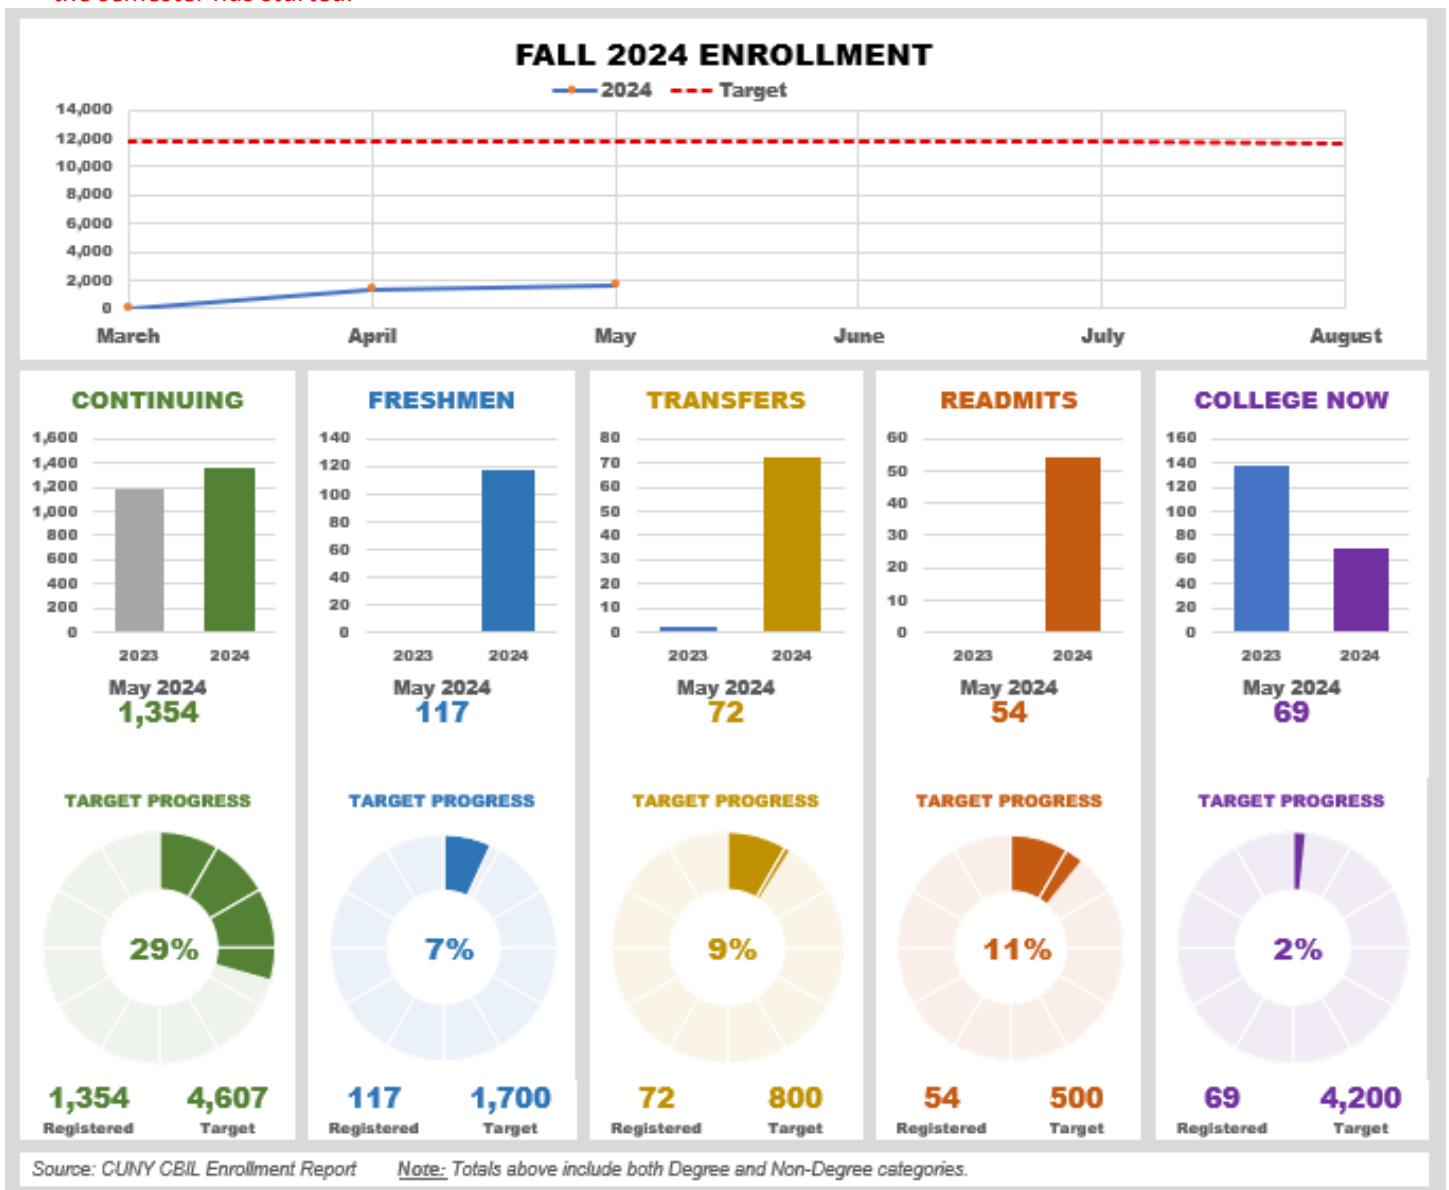 the semester has started.
FALL 2024 ENROLLMENT
2024 Target
14,000
12,000
10,000
8,000
6,000
4,000
2,000
0
March April May June July August
CONTINUING
1,600
1,400
1,200
1,000
800
600
400
200
0
2023 2024
May 2024
1,354
TARGET PROGRESS
29%
1,354 4,607
Registered Target
FRESHMEN
140
120
100
80
60
40
20
0
2023 2024
May 2024
117
TARGET PROGRESS
7%
117 1,700
Registered Target
TRANSFERS
80
70
60
50
40
30
20
10
0
2023 2024
May 2024
72
TARGET PROGRESS
9%
72 800
Registered Target
READMITS
60
50
40
30
20
10
0
2023 2024
May 2024
54
TARGET PROGRESS
11%
54 500
Registered Target
COLLEGE NOW
160
140
120
100
80
60
40
20
0
2023 2024
May 2024
69
TARGET PROGRESS
2%
69 4,200
Registered Target
Source: CUNY CBIL Enrollment Report Note: Totals above include both Degree and Non-Degree categories.